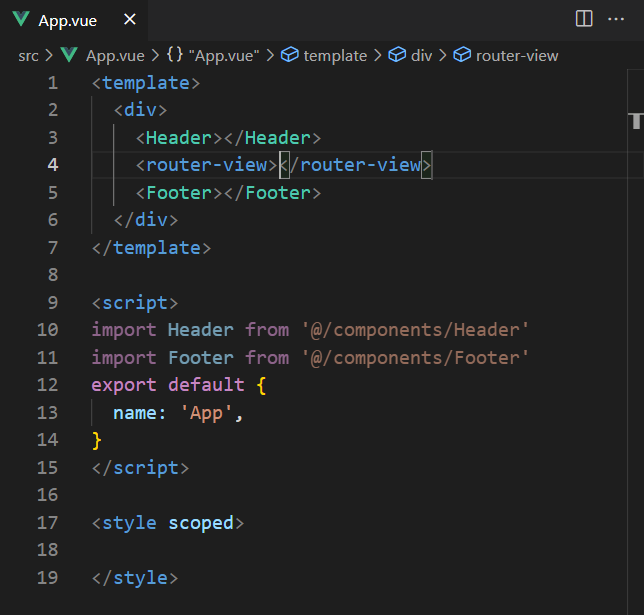 App.vue
src > App.vue > {} "App.vue" > template > div > router-view
1 <template>
2 <div>
3 <Header></Header>
4 <router-view></router-view>
5 <Footer></Footer>
6 </div>
7 </template>
8
9 <script>
10 import Header from '@/components/Header'
11 import Footer from '@/components/Footer'
12 export default {
13 name: 'App',
14 }
15 </script>
16
17 <style scoped>
18
19 </style>